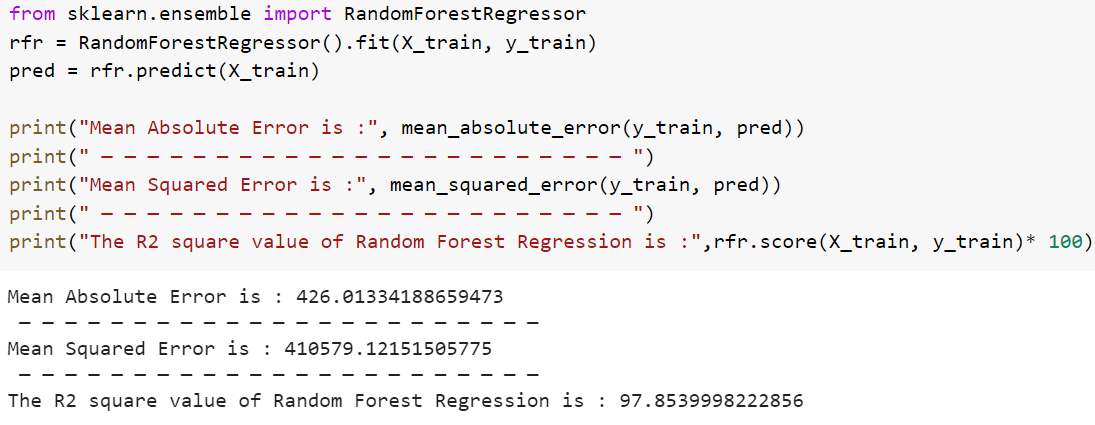 from sklearn.ensemble import RandomForestRegressor
rfr = RandomForestRegressor().fit(X_train, y_train)
pred = rfr.predict(X_train)
print("Mean Absolute Error is :", mean_absolute_error(y_train, pred))
print(" — — — — — — — — — — — — — — — — — — — — — — — ")
print("Mean Squared Error is :", mean_squared_error(y_train, pred))
print(" — — — — — — — — — — — — — — — — — — — — — — — ")
print("The R2 square value of Random Forest Regression is :",rfr.score(X_train, y_train)* 100)
Mean Absolute Error is : 426.01334188659473
— — — — — — — — — — — — — — — — — — — — — — —
Mean Squared Error is : 410579.12151505775
— — — — — — — — — — — — — — — — — — — — — — —
The R2 square value of Random Forest Regression is : 97.8539998222856